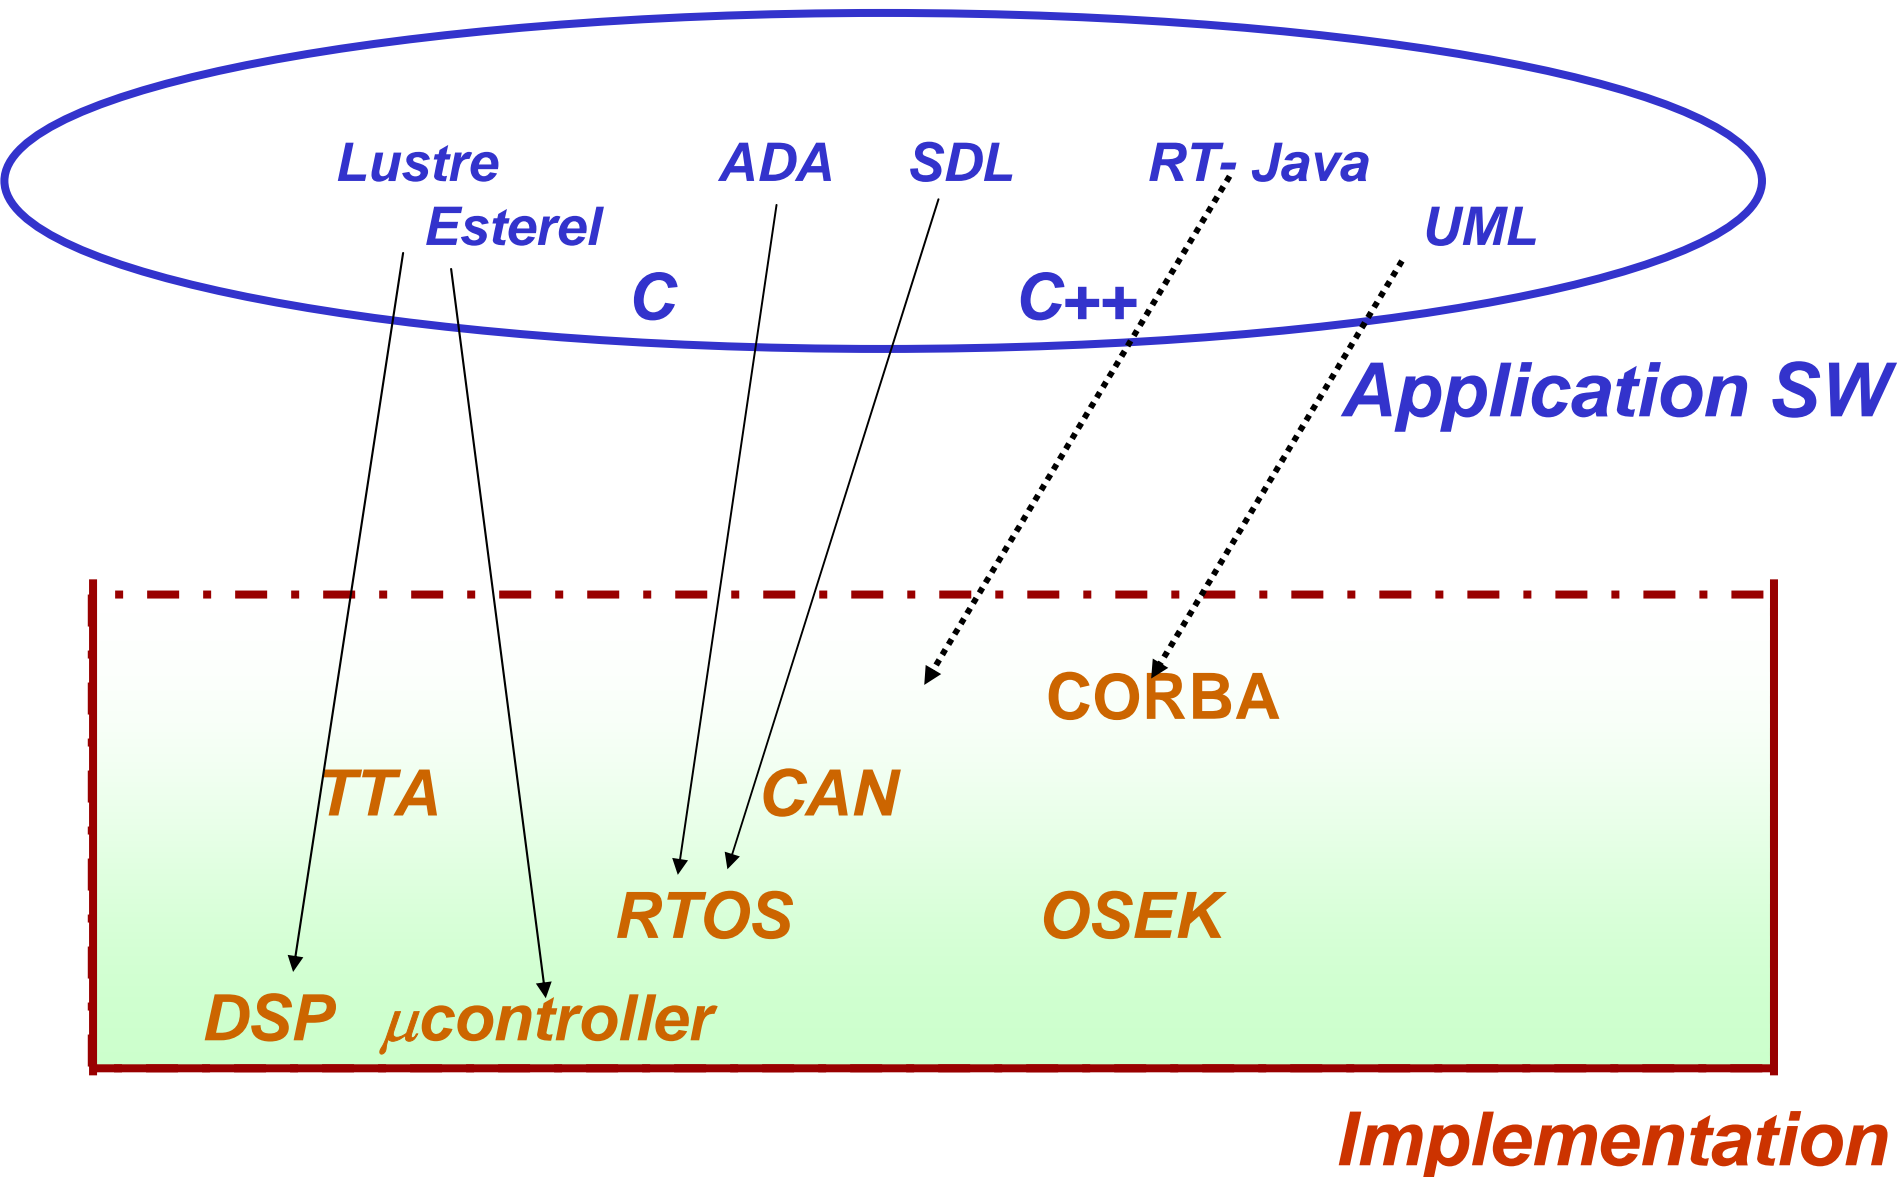 Lustre ADA SDL RT- Java
Esterel UML
C C++
Application SW
CORBA
TTA CAN
RTOS OSEK
DSP μcontroller
Implementation